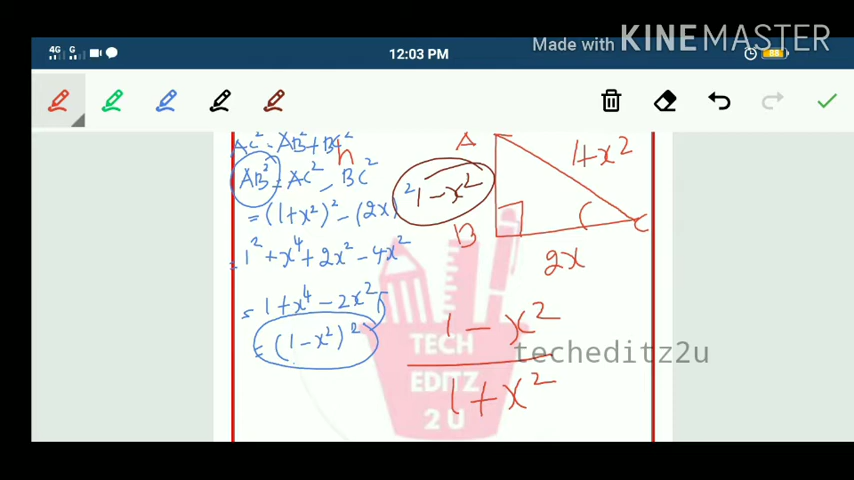 4G G 12:03 PM Made with KINEMASTER 88
AC² = AB² + BC²
h
AB² = AC² - BC²
= (1+x²)² - (2x)²
= 1² + x⁴ + 2x² - 4x²
= 1 + x⁴ - 2x²
= (1-x²)²
A
1+x²
1-x²
B
C
2x
1-x²
1+x²
TECH
EDITZ
2 U
techeditz2u